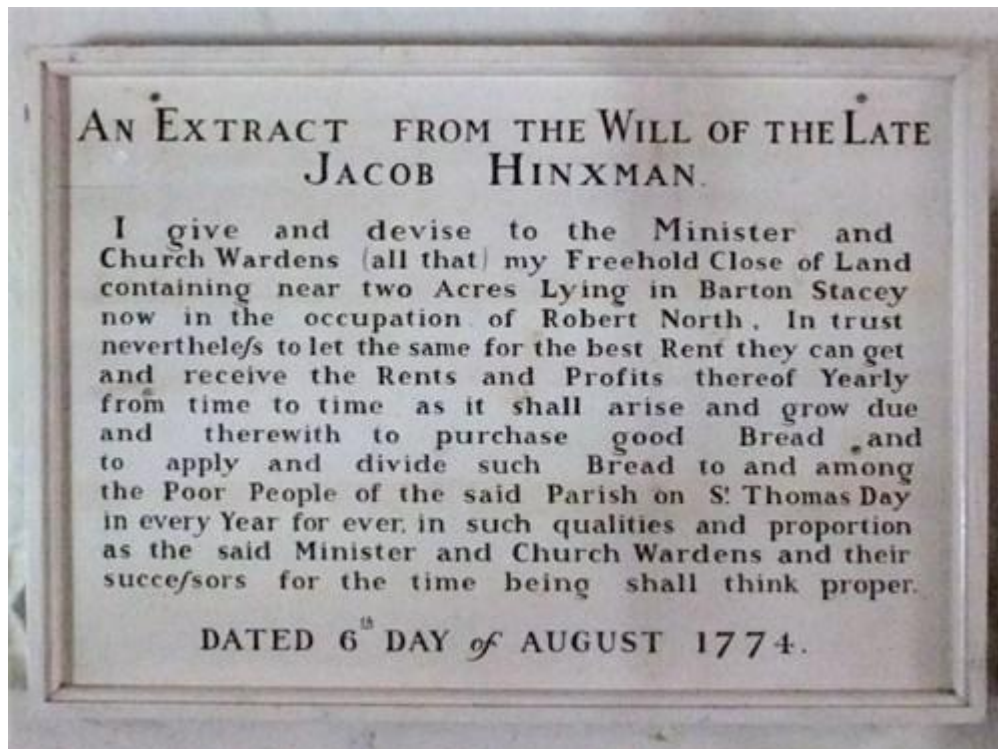 AN EXTRACT FROM THE WILL OF THE LATE
JACOB HINXMAN.
I give and devise to the Minister and
Church Wardens (all that) my Freehold Close of Land
containing near two Acres Lying in Barton Stacey
now in the occupation of Robert North. In trust
nevertheleſs to let the same for the best Rent they can get
and receive the Rents and Profits thereof Yearly
from time to time as it shall arise and grow due
and therewith to purchase good Bread and
to apply and divide such Bread to and among
the Poor People of the said Parish on St. Thomas Day
in every Year for ever. in such qualities and proportion
as the said Minister and Church Wardens and their
succeſsors for the time being shall think proper.
DATED 6th DAY of AUGUST 1774.